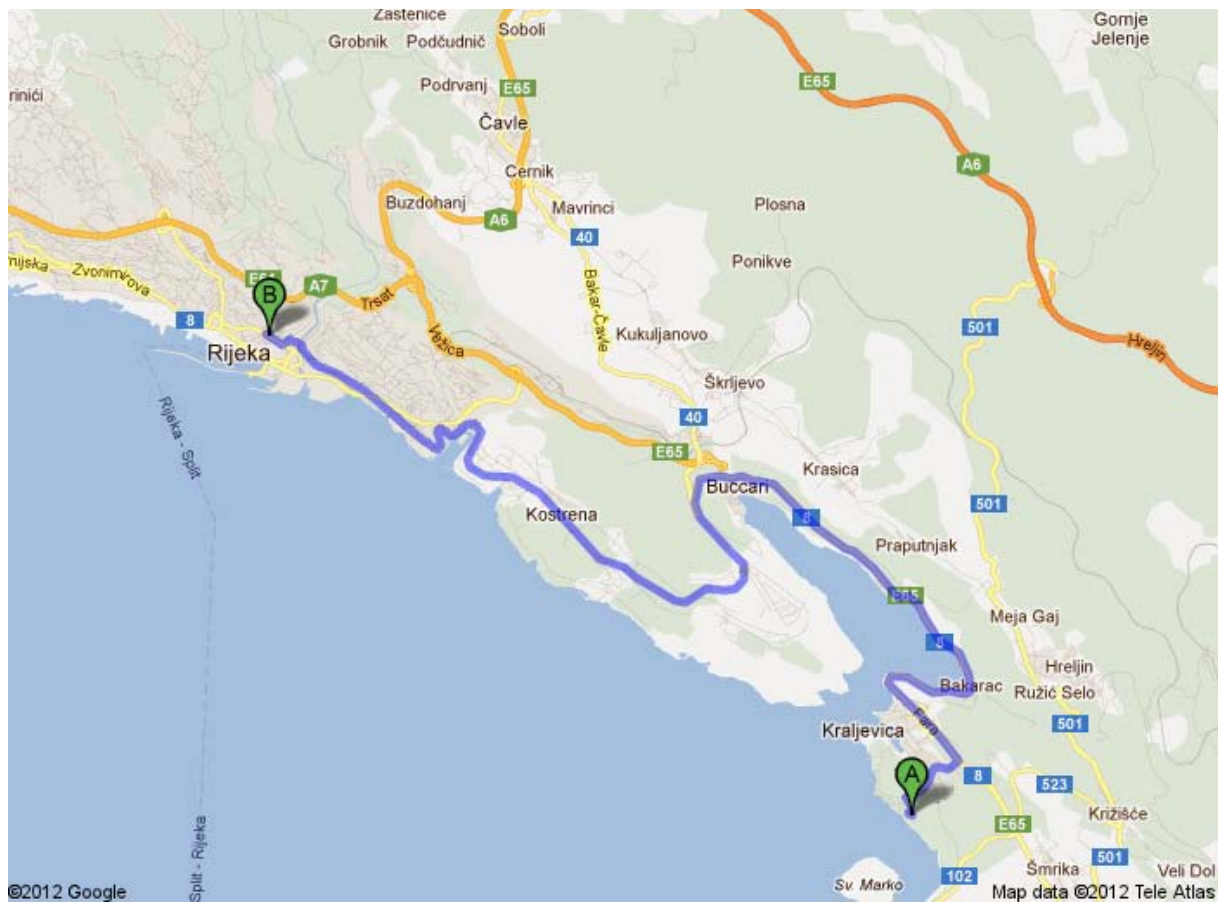 Zastenice
Grobnik
Podčudnič
Soboli
Gornje
Jelenje
Podrvanj
E65
E65
rinići
Čavle
A6
Cernik
Buzdohanj
A6
Mavrinci
Plosna
40
Ponikve
mijska
Zvonimirova
E61
A7
B
Trsat
8
Vežica
Bakar-Čavle
Kukuljanovo
501
Rijeka
Hreljin
Škrljevo
40
Rijeka - Split
E65
Krasica
Buccari
501
8
Kostrena
Praputnjak
E65
Meja Gaj
8
Hreljin
Bakarac
Ružić Selo
Fara
501
Kraljevica
A
8
523
Križišće
E65
501
Šmrika
Veli Dol
102
Sv. Marko
Split - Rijeka
©2012 Google
Map data ©2012 Tele Atlas